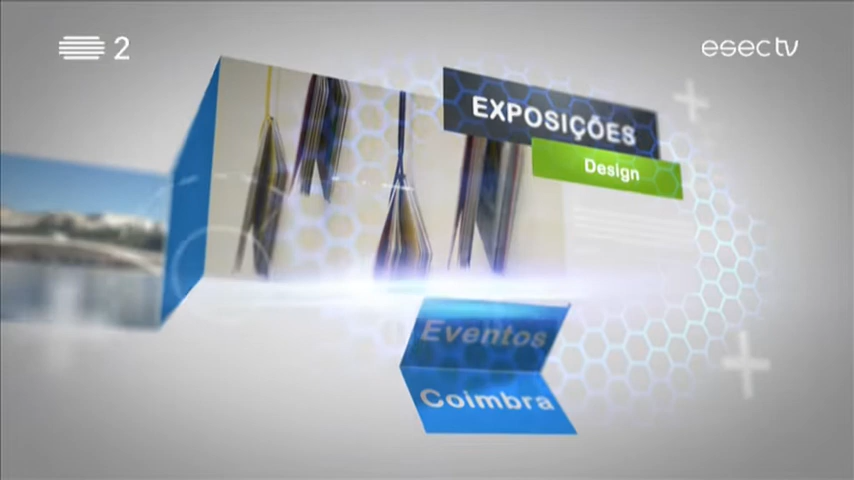 2
esec tv
EXPOSIÇÕES
Design
Eventos
Coimbra